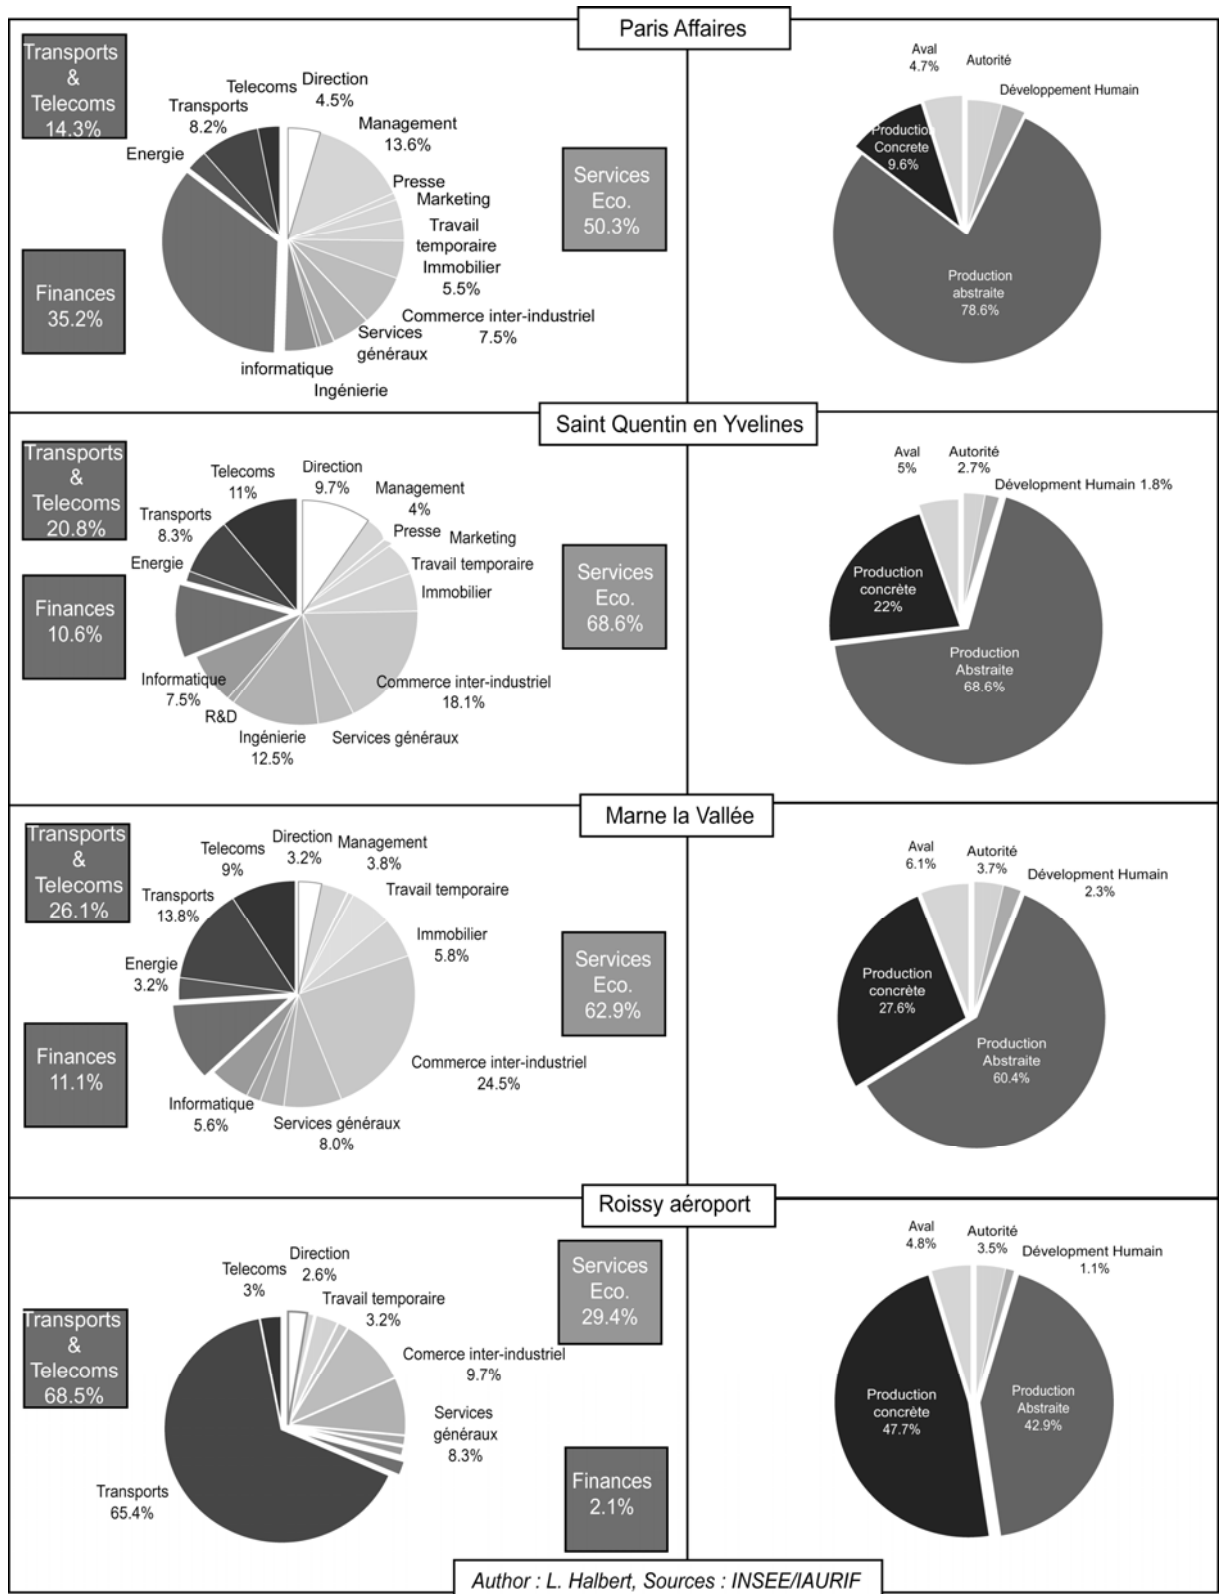 Paris Affaires
Transports
&
Telecoms
14.3%
Finances
35.2%
Telecoms
Direction
4.5%
Transports
8.2%
Energie
Management
13.6%
Presse
Marketing
Travail
temporaire
Immobilier
5.5%
Commerce inter-industriel
7.5%
Services
généraux
informatique
Ingénierie
Services
Eco.
50.3%
Aval
4.7%
Autorité
Développement Humain
Production
Concrete
9.6%
Production
abstraite
78.6%
Saint Quentin en Yvelines
Transports
&
Telecoms
20.8%
Finances
10.6%
Telecoms
11%
Direction
9.7%
Transports
8.3%
Energie
Management
4%
Presse
Marketing
Travail temporaire
Immobilier
Commerce inter-industriel
18.1%
Services généraux
Ingénierie
12.5%
R&D
Informatique
7.5%
Services
Eco.
68.6%
Aval
5%
Autorité
2.7%
Dévelopment Humain 1.8%
Production
concrète
22%
Production
Abstraite
68.6%
Marne la Vallée
Transports
&
Telecoms
26.1%
Finances
11.1%
Telecoms
9%
Direction
3.2%
Management
3.8%
Transports
13.8%
Energie
3.2%
Travail temporaire
Immobilier
5.8%
Commerce inter-industriel
24.5%
Services généraux
8.0%
Informatique
5.6%
Services
Eco.
62.9%
Aval
6.1%
Autorité
3.7%
Dévelopment Humain
2.3%
Production
concrète
27.6%
Production
Abstraite
60.4%
Roissy aéroport
Transports
&
Telecoms
68.5%
Telecoms
3%
Direction
2.6%
Travail temporaire
3.2%
Comerce inter-industriel
9.7%
Services
généraux
8.3%
Transports
65.4%
Services
Eco.
29.4%
Finances
2.1%
Aval
4.8%
Autorité
3.5%
Dévelopment Humain
1.1%
Production
concrète
47.7%
Production
Abstraite
42.9%
Author : L. Halbert, Sources : INSEE/IAURIF